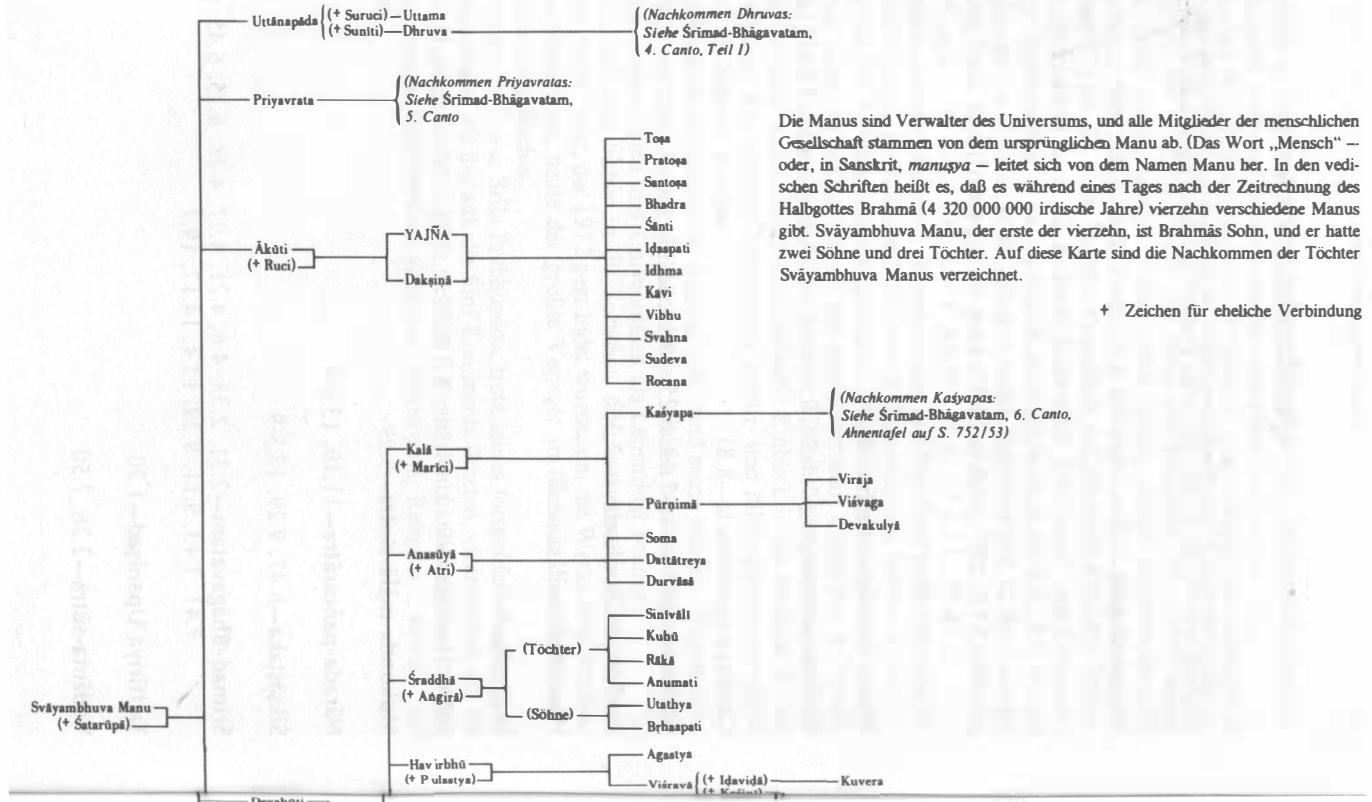 Uttānapāda
(+ Suruci) — Uttama
(+ Sunīti) — Dhruva
(Nachkommen Dhruvas:
Siehe Śrīmad-Bhāgavatam,
4. Canto, Teil 1)
Priyavrata
(Nachkommen Priyavratas:
Siehe Śrīmad-Bhāgavatam,
5. Canto
Die Manus sind Verwalter des Universums, und alle Mitglieder der menschlichen
Gesellschaft stammen von dem ursprünglichen Manu ab. (Das Wort „Mensch“ —
oder, in Sanskrit, manuṣya — leitet sich von dem Namen Manu her. In den vedi-
schen Schriften heißt es, daß es während eines Tages nach der Zeitrechnung des
Halbgottes Brahmā (4 320 000 000 irdische Jahre) vierzehn verschiedene Manus
gibt. Svāyambhuva Manu, der erste der vierzehn, ist Brahmās Sohn, und er hatte
zwei Söhne und drei Töchter. Auf diese Karte sind die Nachkommen der Töchter
Svāyambhuva Manus verzeichnet.
+ Zeichen für eheliche Verbindung
Ākūti
(+ Ruci)
YAJÑA
Dakṣiṇā
Toṣa
Pratoṣa
Santoṣa
Bhadra
Śānti
Iḍaspati
Idhma
Kavi
Vibhu
Svahna
Sudeva
Rocana
Kalā
(+ Marīci)
Kaśyapa
(Nachkommen Kaśyapas:
Siehe Śrīmad-Bhāgavatam, 6. Canto,
Ahnentafel auf S. 752/53)
Pūrṇimā
Viraja
Viśvaga
Devakulyā
Anasūyā
(+ Atri)
Soma
Dattātreya
Durvāsā
Śraddhā
(+ Aṅgirā)
(Töchter)
Sinīvālī
Kuhū
Rākā
Anumati
(Söhne)
Utathya
Bṛhaspati
Svāyambhuva Manu
(+ Śatarūpā)
Havirbhū
(+ Pulastya)
Agastya
Viśravā
(+ Iḍaviḍā)
Kuvera